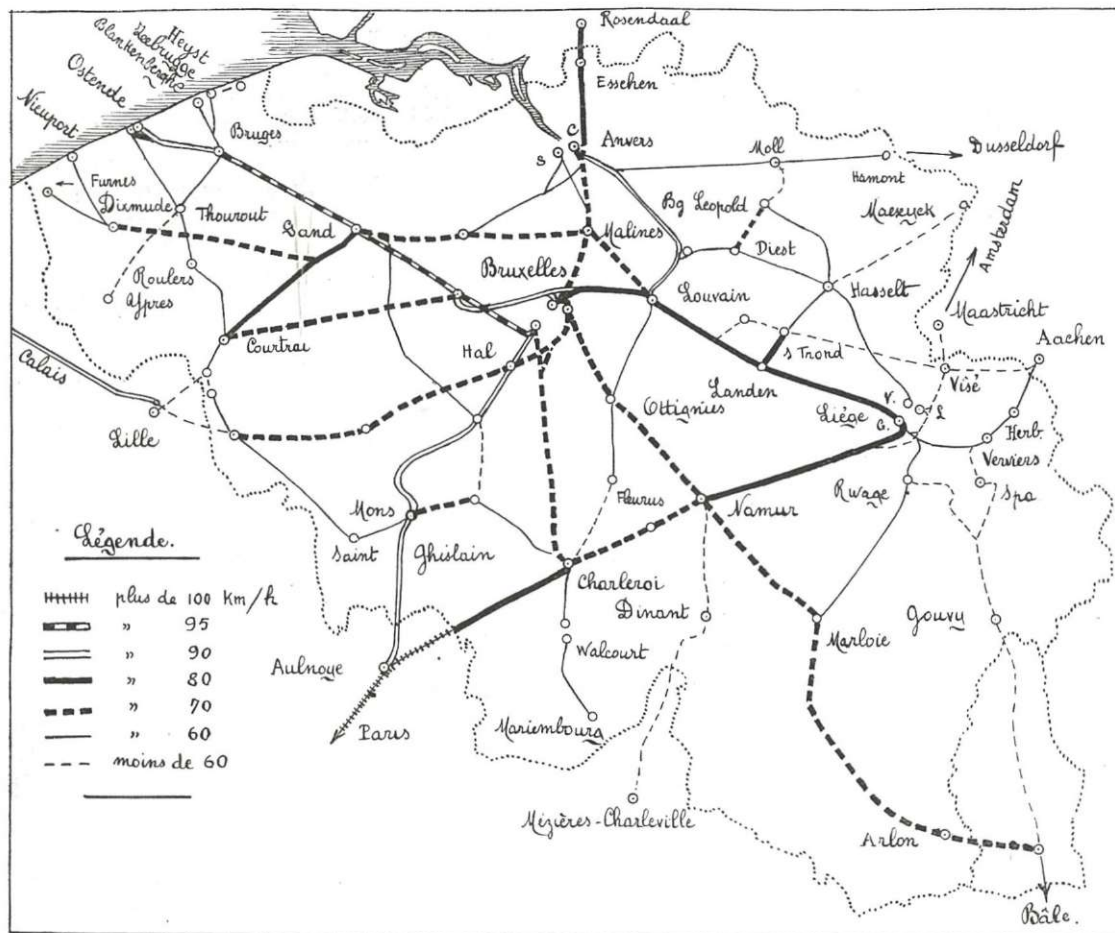 Rosendaal
Esschen
Heyst
Zeebrugge
Blankenberghe
Ostende
Nieuport
Bruges
C
S
Anvers
Moll
Hamont
Dusseldorf
Furnes
Dixmude
Thourout
Gand
Malines
Bg Leopold
Diest
Maeseyck
Amsterdam
Roulers
Ypres
Bruxelles
Louvain
Hasselt
Maastricht
Aachen
Calais
Courtrai
Hal
S Trond
Landen
Visé
V.
L
Liége
G.
Herb.
Verviers
Lille
Ottignies
Mons
Fleurus
Namur
Rivage
Spa
Saint
Ghislain
Charleroi
Dinant
Marloie
Gouvy
Aulnoye
Walcourt
Paris
Mariembourg
Mézières-Charleville
Arlon
Bâle.
Légende.
plus de 100 km/h
„ 95
„ 90
„ 80
„ 70
„ 60
moins de 60